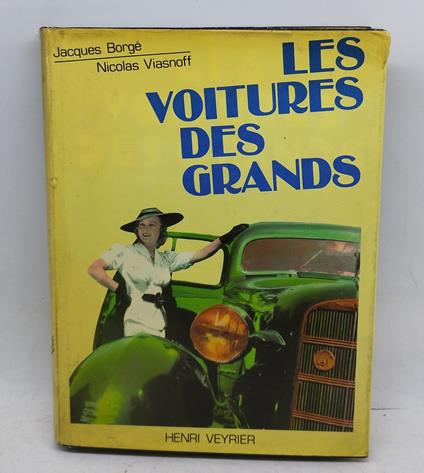 Jacques Borgé
Nicolas Viasnoff
LES
VOITURES
DES
GRANDS
HENRI VEYRIER